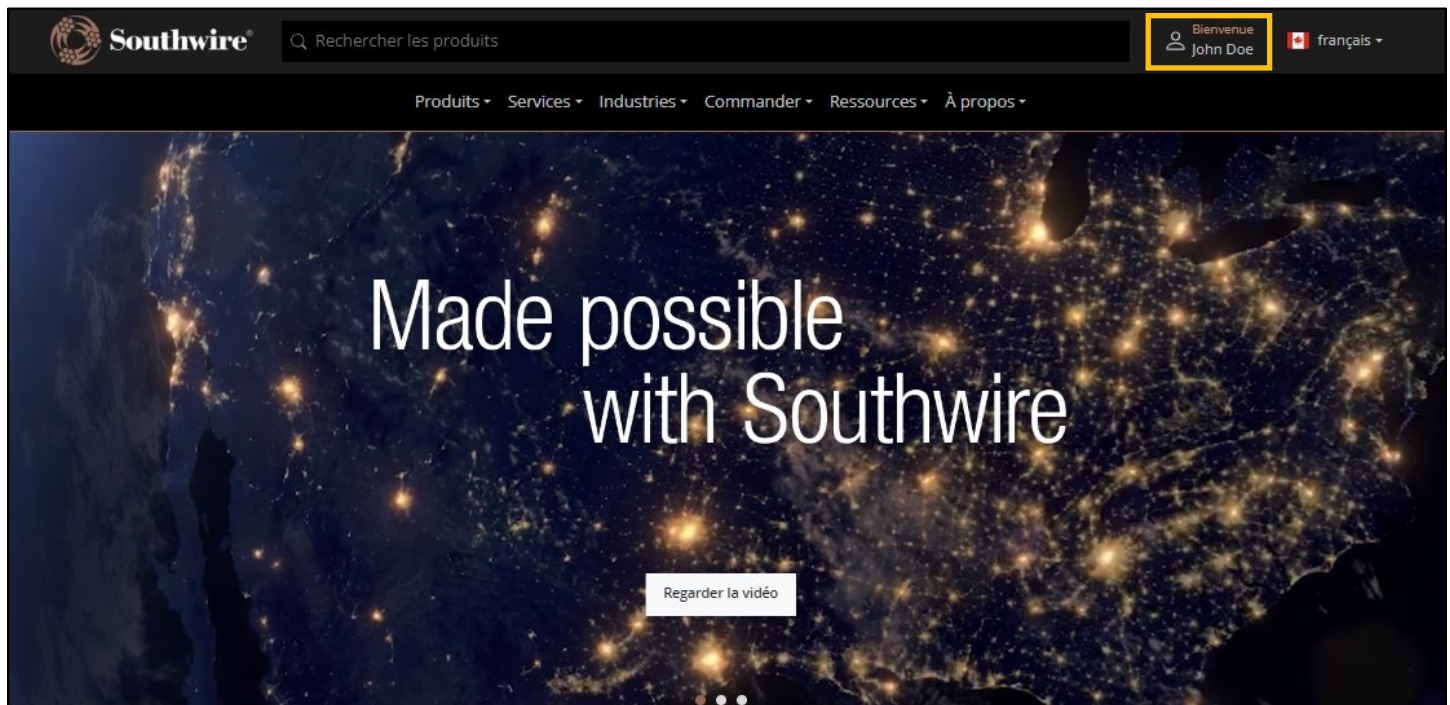 Southwire®
Rechercher les produits
Bienvenue
John Doe
français
Produits Services Industries Commander Ressources À propos
Made possible
with Southwire
Regarder la vidéo